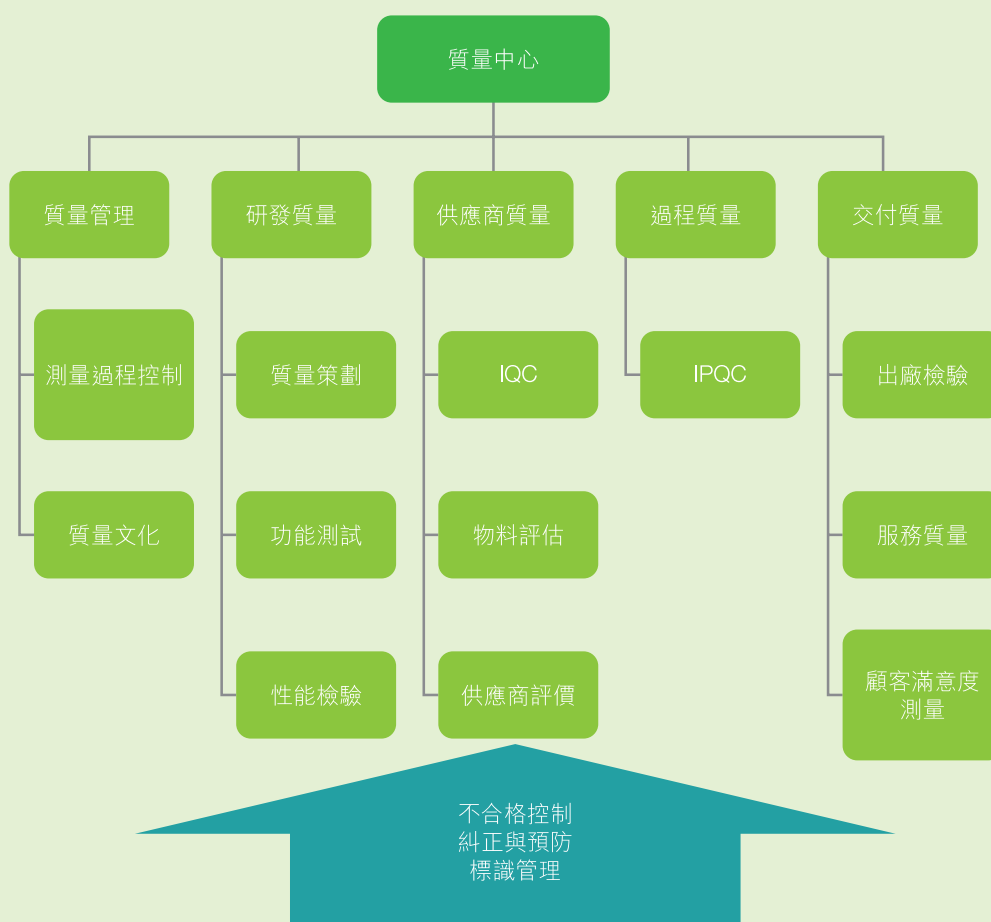 質量中心
質量管理
研發質量
供應商質量
過程質量
交付質量
測量過程控制
質量策劃
IQC
IPQC
出廠檢驗
質量文化
功能測試
物料評估
服務質量
性能檢驗
供應商評價
顧客滿意度
測量
不合格控制
糾正與預防
標識管理